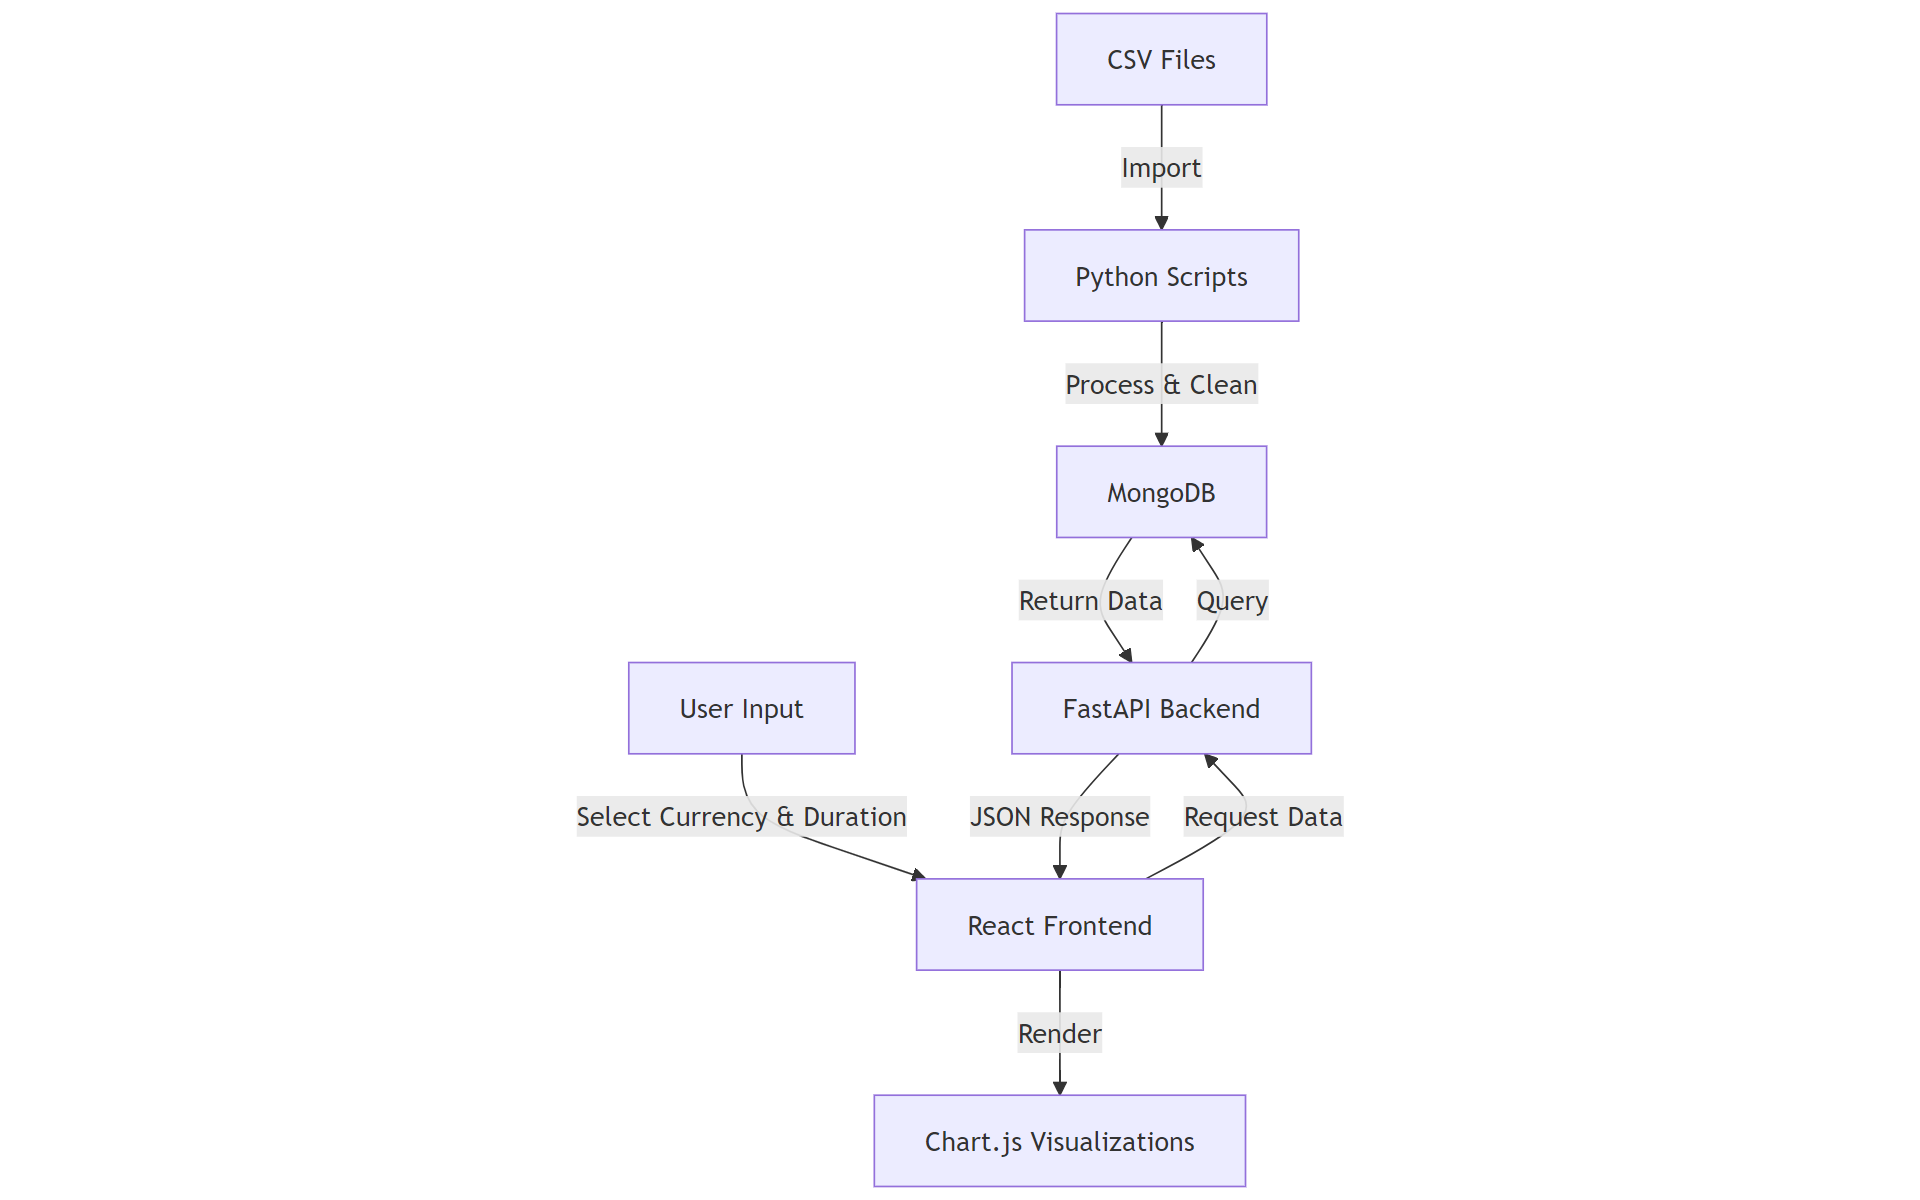 CSV Files
Import
Python Scripts
Process & Clean
MongoDB
Return Data
Query
User Input
FastAPI Backend
Select Currency & Duration
JSON Response
Request Data
React Frontend
Render
Chart.js Visualizations